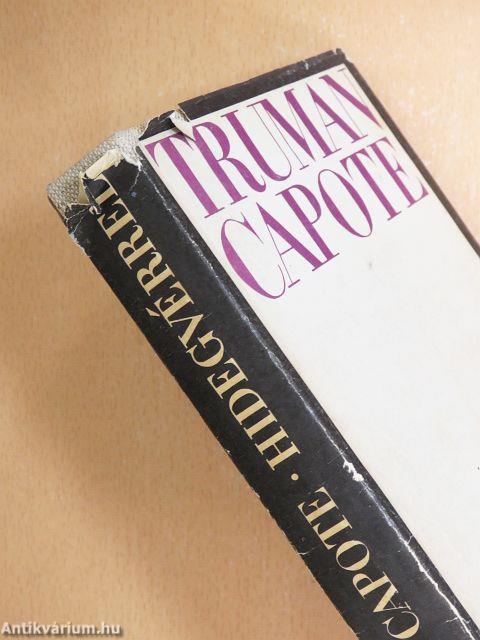 TRUMAN
CAPOTE
CAPOTE · HIDEGVÉRREL
Antikvárium.hu